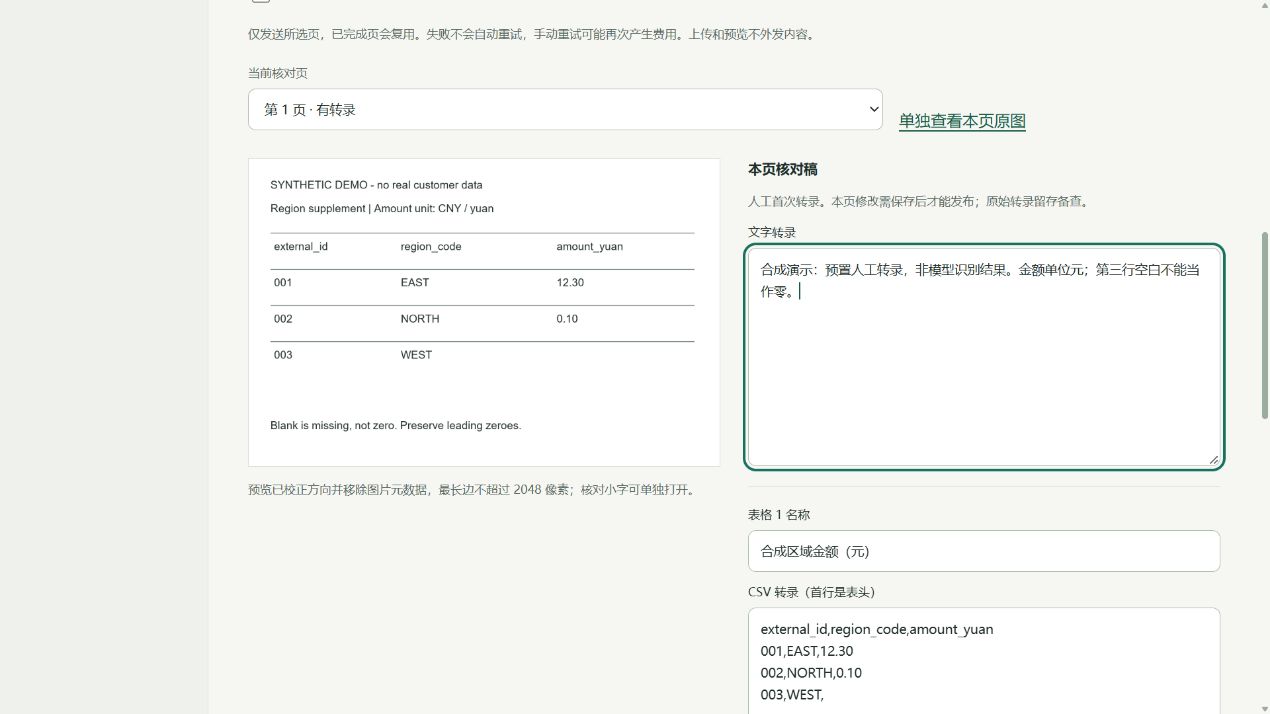 仅发送所选页，已完成页会复用。失败不会自动重试，手动重试可能再次产生费用。上传和预览不外发内容。
当前核对页
第 1 页 · 有转录
单独查看本页原图
SYNTHETIC DEMO - no real customer data
Region supplement | Amount unit: CNY / yuan
external_id region_code amount_yuan
001 EAST 12.30
002 NORTH 0.10
003 WEST
Blank is missing, not zero. Preserve leading zeroes.
预览已校正方向并移除图片元数据，最长边不超过 2048 像素；核对小字可单独打开。
本页核对稿
人工首次转录。本页修改需保存后才能发布；原始转录留存备查。
文字转录
合成演示：预置人工转录，非模型识别结果。金额单位元；第三行空白不能当
作零。
表格 1 名称
合成区域金额（元）
CSV 转录（首行是表头）
external_id,region_code,amount_yuan
001,EAST,12.30
002,NORTH,0.10
003,WEST,